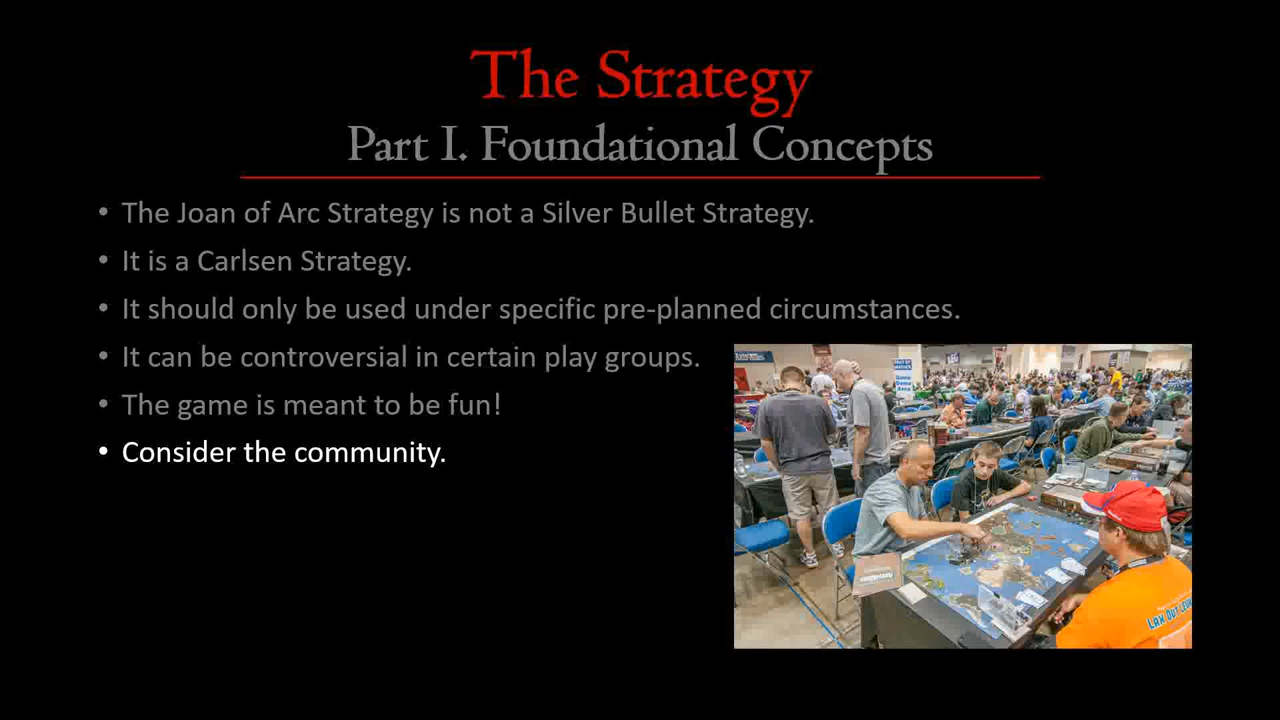 The Strategy
Part I. Foundational Concepts
• The Joan of Arc Strategy is not a Silver Bullet Strategy.
• It is a Carlsen Strategy.
• It should only be used under specific pre-planned circumstances.
• It can be controversial in certain play groups.
• The game is meant to be fun!
• Consider the community.